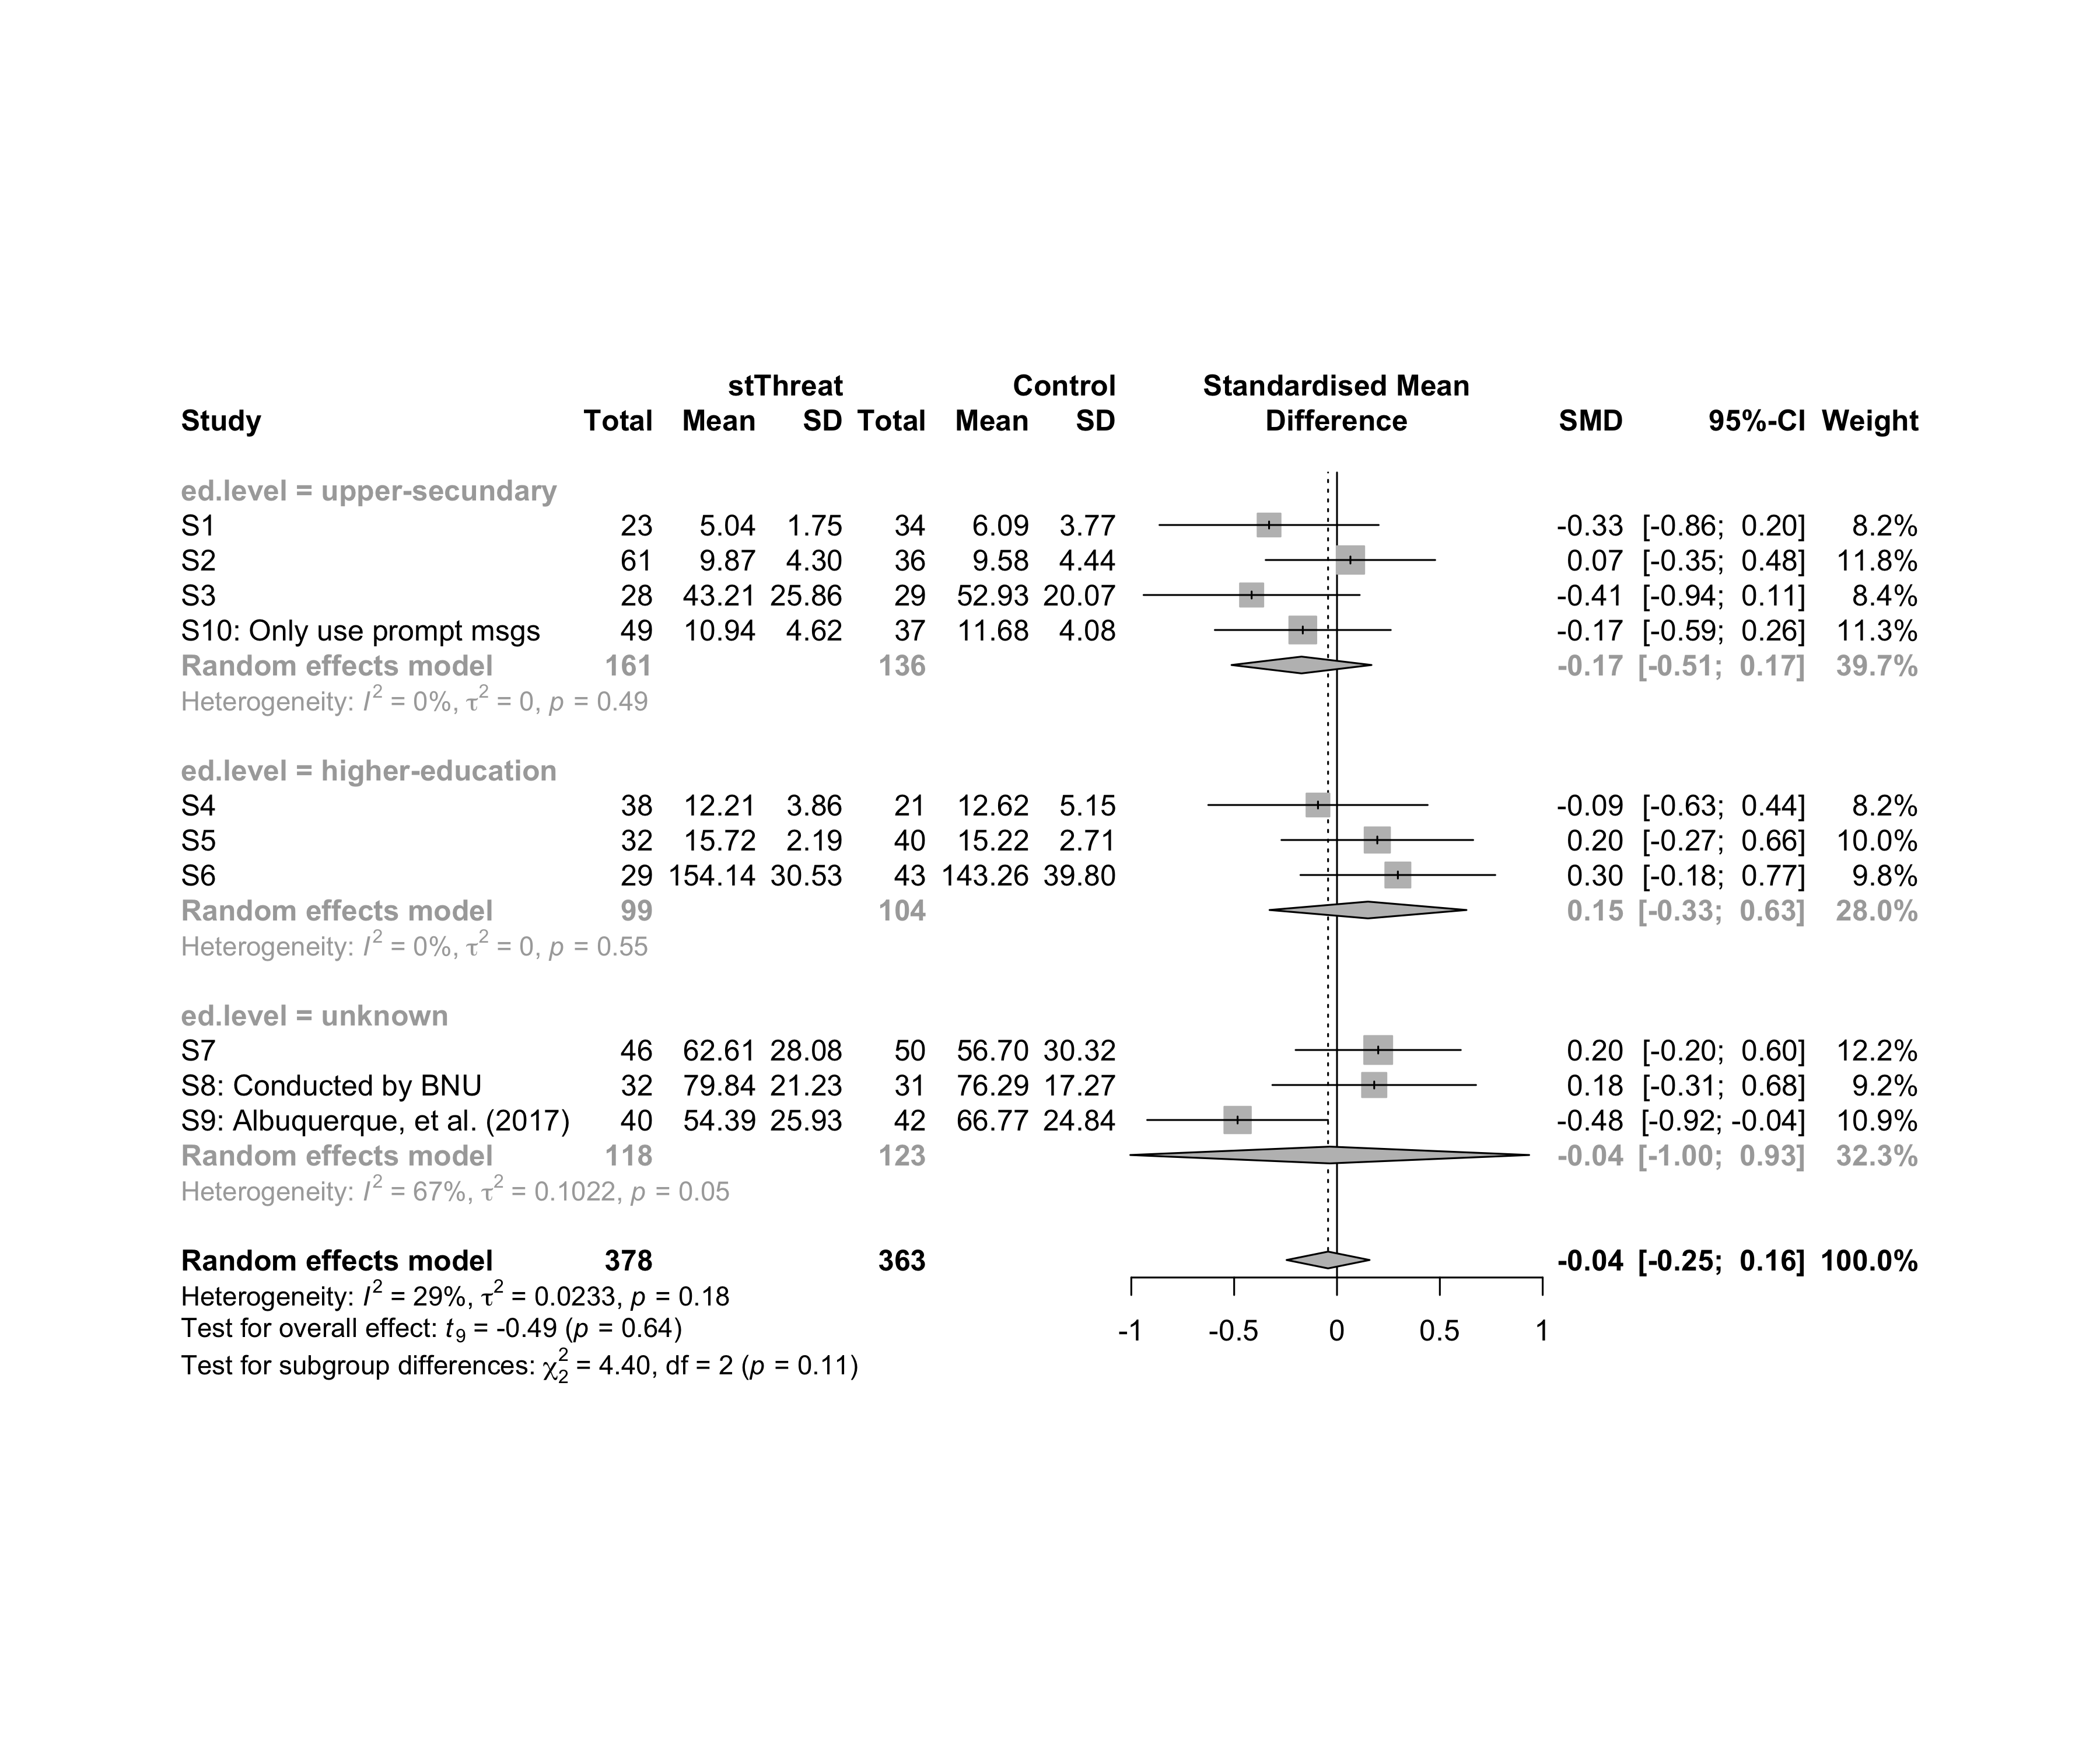 stThreat Control Standardised Mean
Study Total Mean SD Total Mean SD Difference SMD 95%-CI Weight
ed.level = upper-secundary
S1 23 5.04 1.75 34 6.09 3.77 -0.33 [-0.86; 0.20] 8.2%
S2 61 9.87 4.30 36 9.58 4.44 0.07 [-0.35; 0.48] 11.8%
S3 28 43.21 25.86 29 52.93 20.07 -0.41 [-0.94; 0.11] 8.4%
S10: Only use prompt msgs 49 10.94 4.62 37 11.68 4.08 -0.17 [-0.59; 0.26] 11.3%
Random effects model 161 136 -0.17 [-0.51; 0.17] 39.7%
Heterogeneity: I² = 0%, τ² = 0, p = 0.49
ed.level = higher-education
S4 38 12.21 3.86 21 12.62 5.15 -0.09 [-0.63; 0.44] 8.2%
S5 32 15.72 2.19 40 15.22 2.71 0.20 [-0.27; 0.66] 10.0%
S6 29 154.14 30.53 43 143.26 39.80 0.30 [-0.18; 0.77] 9.8%
Random effects model 99 104 0.15 [-0.33; 0.63] 28.0%
Heterogeneity: I² = 0%, τ² = 0, p = 0.55
ed.level = unknown
S7 46 62.61 28.08 50 56.70 30.32 0.20 [-0.20; 0.60] 12.2%
S8: Conducted by BNU 32 79.84 21.23 31 76.29 17.27 0.18 [-0.31; 0.68] 9.2%
S9: Albuquerque, et al. (2017) 40 54.39 25.93 42 66.77 24.84 -0.48 [-0.92; -0.04] 10.9%
Random effects model 118 123 -0.04 [-1.00; 0.93] 32.3%
Heterogeneity: I² = 67%, τ² = 0.1022, p = 0.05
Random effects model 378 363 -0.04 [-0.25; 0.16] 100.0%
Heterogeneity: I² = 29%, τ² = 0.0233, p = 0.18
Test for overall effect: t₉ = -0.49 (p = 0.64)
-1 -0.5 0 0.5 1
Test for subgroup differences: χ²₂ = 4.40, df = 2 (p = 0.11)